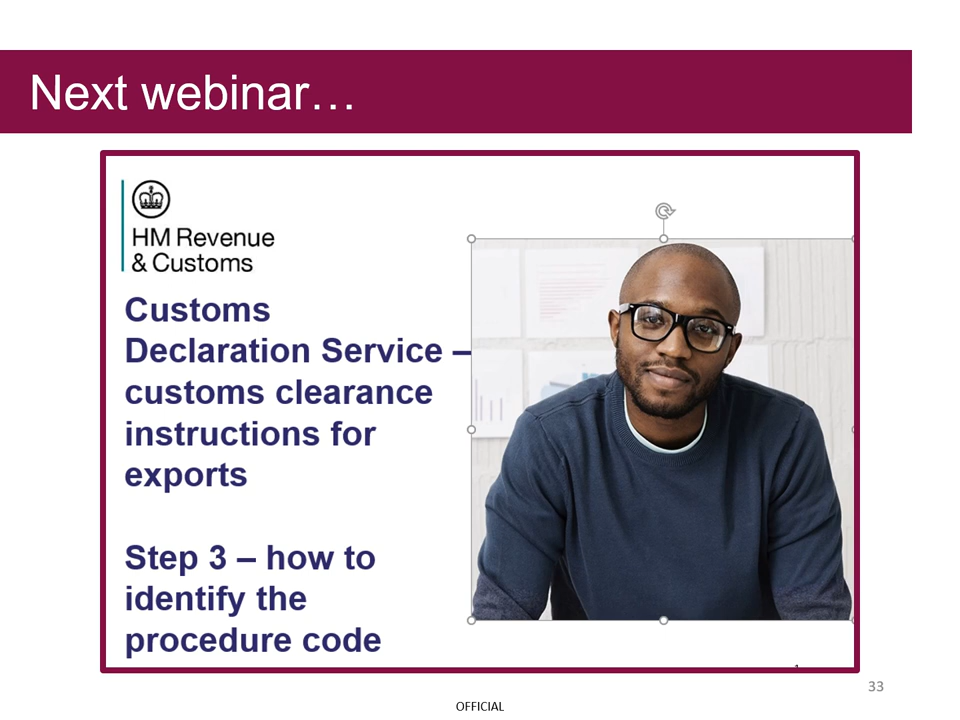 Next webinar…
HM Revenue
& Customs
Customs
Declaration Service –
customs clearance
instructions for
exports
Step 3 – how to
identify the
procedure code
33
OFFICIAL